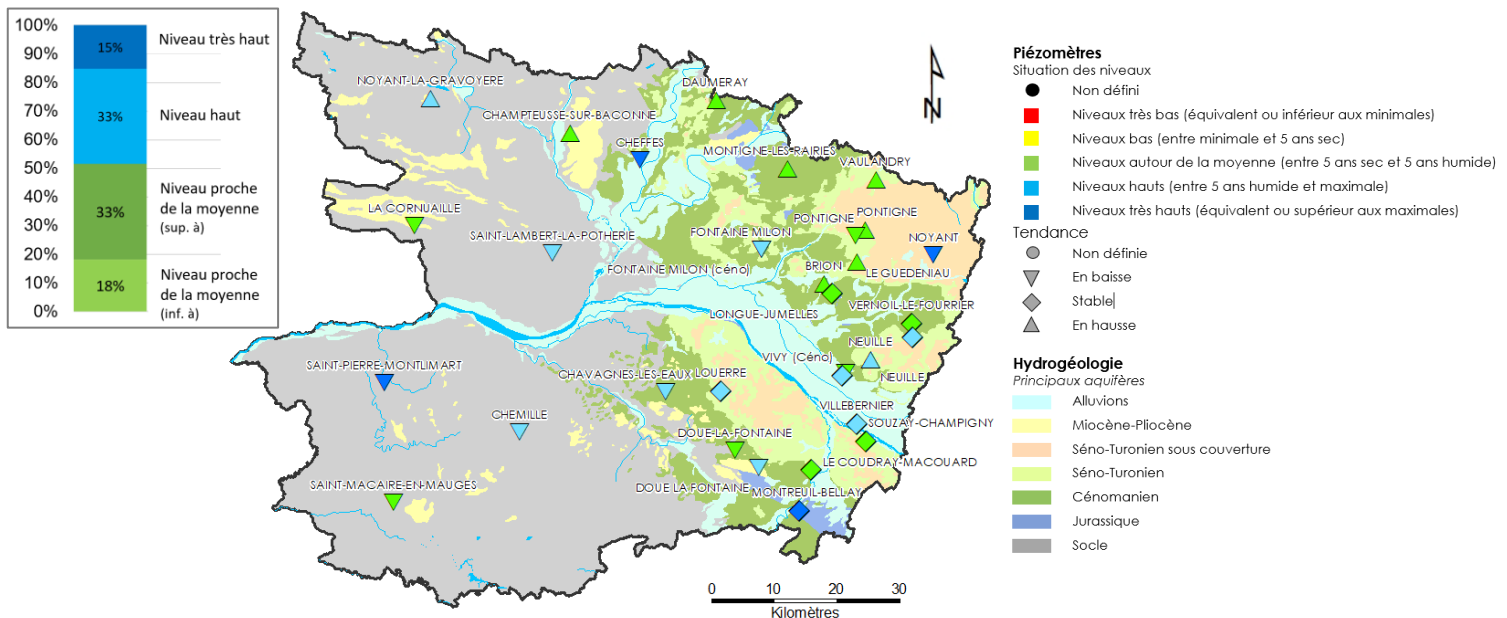 100%
90%
80%
70%
60%
50%
40%
30%
20%
10%
0%
15%
33%
33%
18%
Niveau très haut
Niveau haut
Niveau proche
de la moyenne
(sup. à)
Niveau proche
de la moyenne
(inf. à)
NOYANT-LA-GRAVOYERE
DAUMERAY
CHAMPTEUSSE-SUR-BACONNE
CHEFFES
MONTIGNE-LES-RAIRIES
VAULANDRY
LA CORNUAILLE
PONTIGNE
PONTIGNE
SAINT-LAMBERT-LA-POTHERIE
FONTAINE MILON
NOYANT
FONTAINE MILON (céno)
BRION
LE GUEDENIAU
VERNOIL-LE-FOURRIER
LONGUE-JUMELLES
NEUILLE
VIVY (Céno)
NEUILLE
SAINT-PIERRE-MONTLIMART
CHAVAGNES-LES-EAUX
LOUERRE
VILLEBERNIER
CHEMILLE
SOUZAY-CHAMPIGNY
DOUE-LA-FONTAINE
LE COUDRAY-MACOUARD
SAINT-MACAIRE-EN-MAUGES
DOUE LA FONTAINE
MONTREUIL-BELLAY
N
0 10 20 30
Kilomètres
Piézomètres
Situation des niveaux
Non défini
Niveaux très bas (équivalent ou inférieur aux minimales)
Niveaux bas (entre minimale et 5 ans sec)
Niveaux autour de la moyenne (entre 5 ans sec et 5 ans humide)
Niveaux hauts (entre 5 ans humide et maximale)
Niveaux très hauts (équivalent ou supérieur aux maximales)
Tendance
Non définie
En baisse
Stable
En hausse
Hydrogéologie
Principaux aquifères
Alluvions
Miocène-Pliocène
Séno-Turonien sous couverture
Séno-Turonien
Cénomanien
Jurassique
Socle